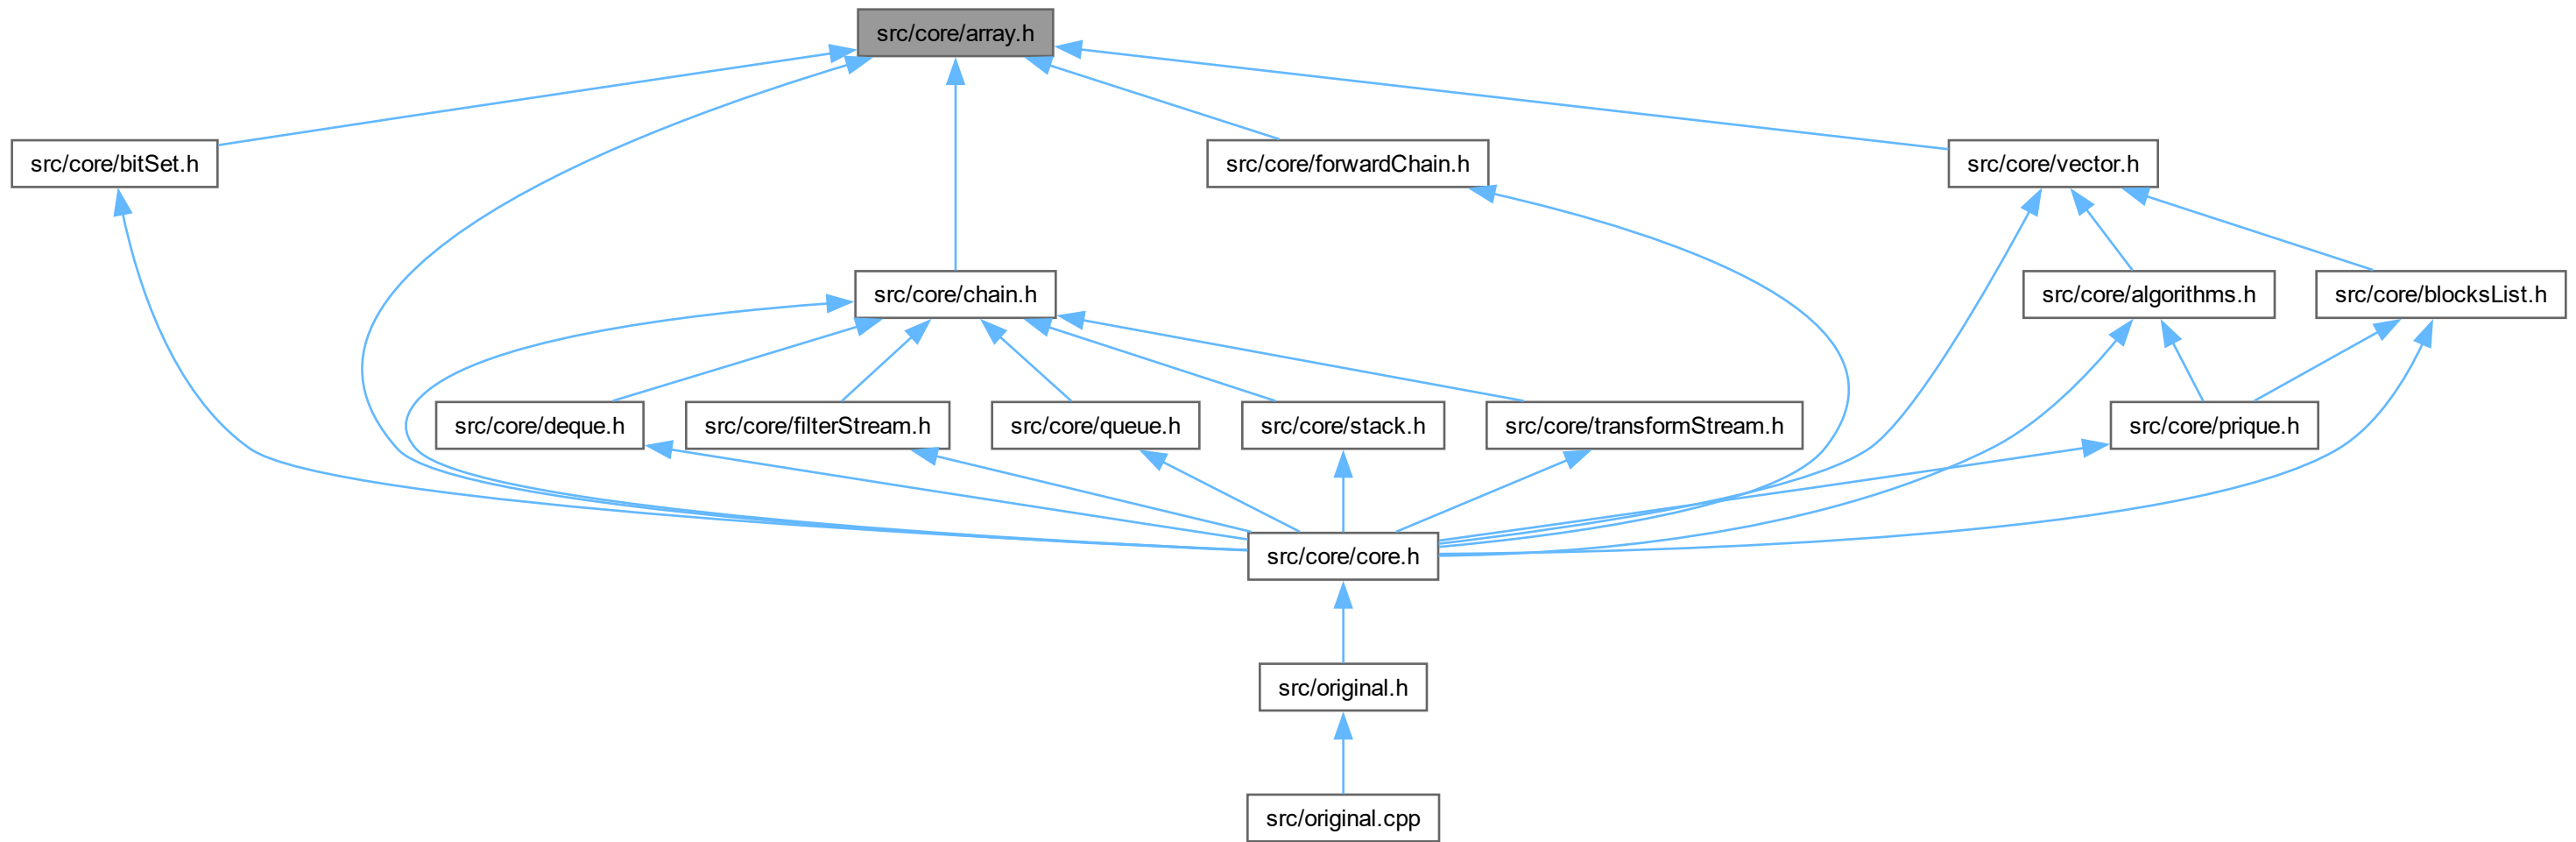 src/core/array.h
src/core/bitSet.h
src/core/forwardChain.h
src/core/vector.h
src/core/chain.h
src/core/algorithms.h
src/core/blocksList.h
src/core/deque.h
src/core/filterStream.h
src/core/queue.h
src/core/stack.h
src/core/transformStream.h
src/core/prique.h
src/core/core.h
src/original.h
src/original.cpp